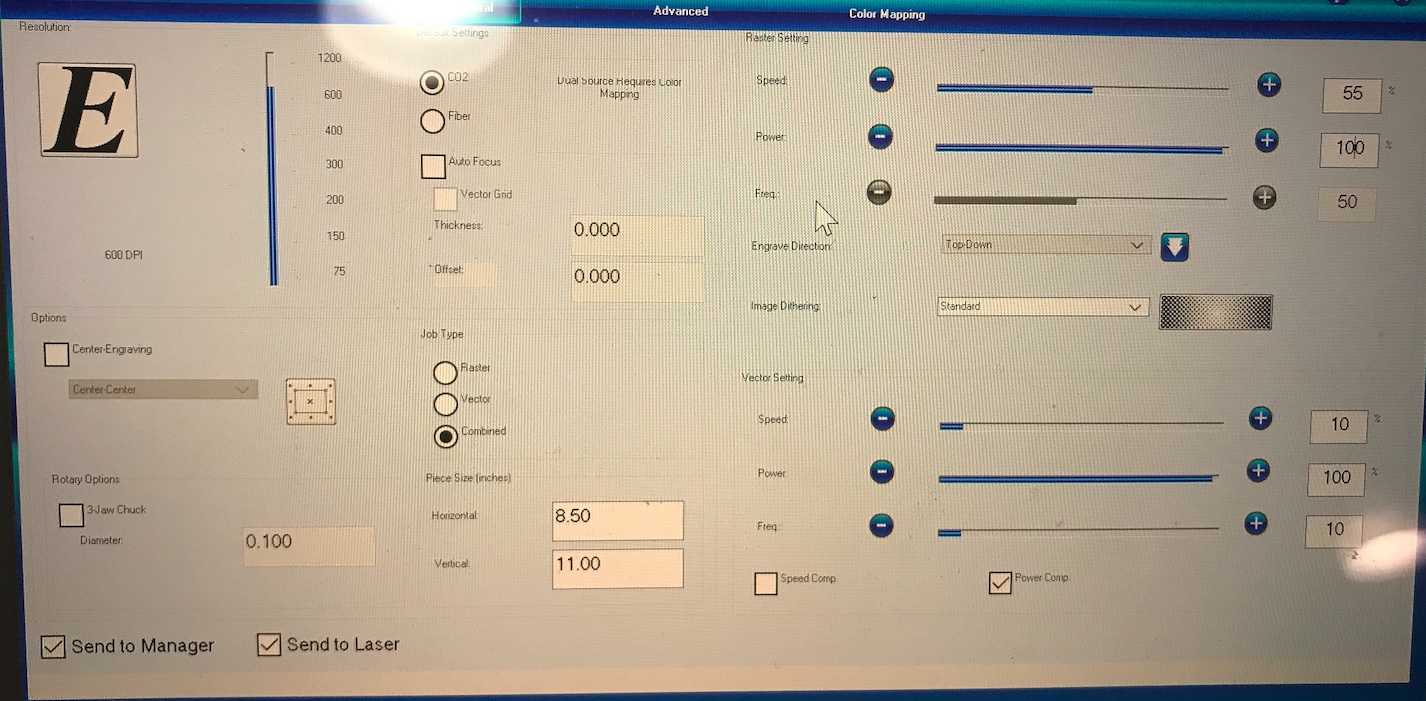 Advanced
Color Mapping
Resolution:
E
1200
600
400
300
200
150
75
600 DPI
Options
Center-Engraving
Center-Center
Rotary Options
3-Jaw Chuck
Diameter:
0.100
Send to Manager
Send to Laser
Default Settings
CO2
Fiber
Dual Source Requires Color
Mapping
Auto Focus
Vector Grid
Thickness:
0.000
Offset:
0.000
Job Type
Raster
Vector
Combined
Piece Size (inches)
Horizontal:
8.50
Vertical:
11.00
Raster Setting
Speed:
55 %
Power:
100 %
Freq.:
50
Engrave Direction:
Top-Down
Image Dithering:
Standard
Vector Setting
Speed:
10 %
Power:
100 %
Freq.:
10
Speed Comp.
Power Comp.